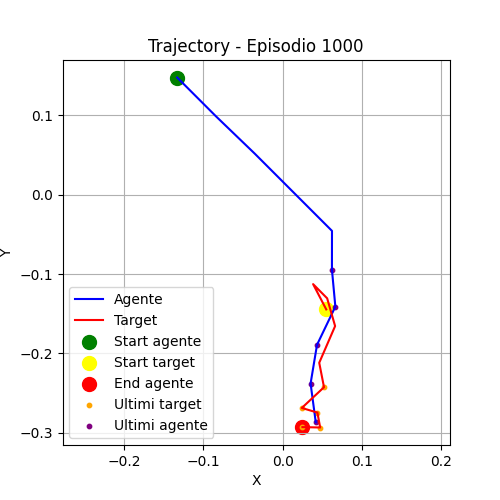 Trajectory - Episodio 1000
0.1
0.0
−0.1
−0.2
−0.3
Y
Agente
Target
Start agente
Start target
End agente
Ultimi target
Ultimi agente
−0.2
−0.1
0.0
0.1
0.2
X